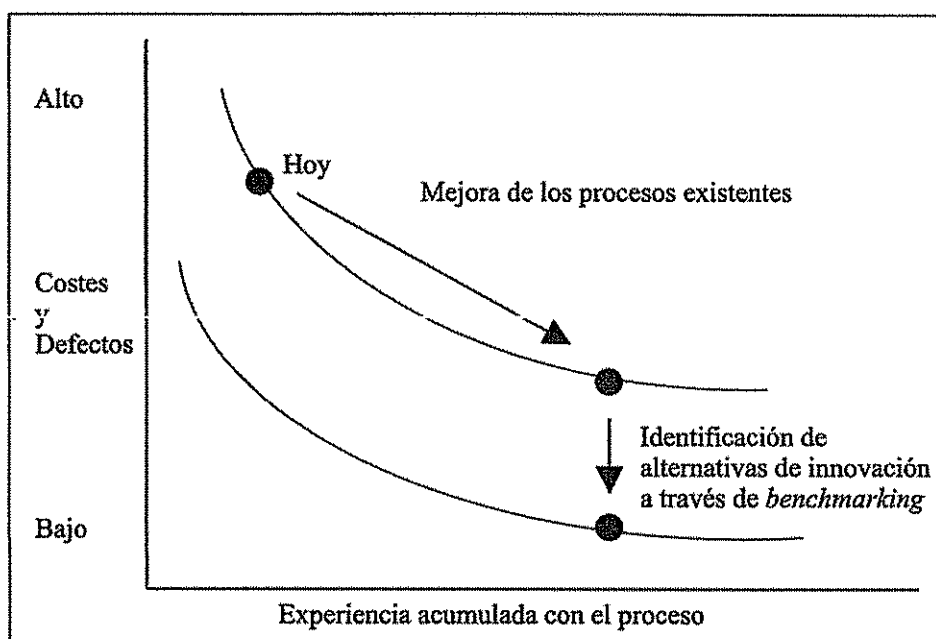 Alto
Hoy
Mejora de los procesos existentes
Costes
y
Defectos
Identificación de
alternativas de innovación
a través de benchmarking
Bajo
Experiencia acumulada con el proceso